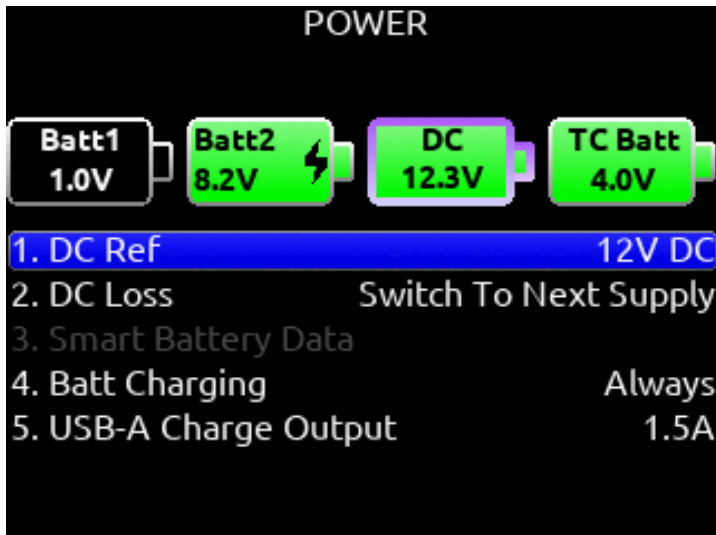 POWER
Batt1
1.0V
Batt2
8.2V
DC
12.3V
TC Batt
4.0V
1. DC Ref 12V DC
2. DC Loss Switch To Next Supply
3. Smart Battery Data
4. Batt Charging Always
5. USB-A Charge Output 1.5A